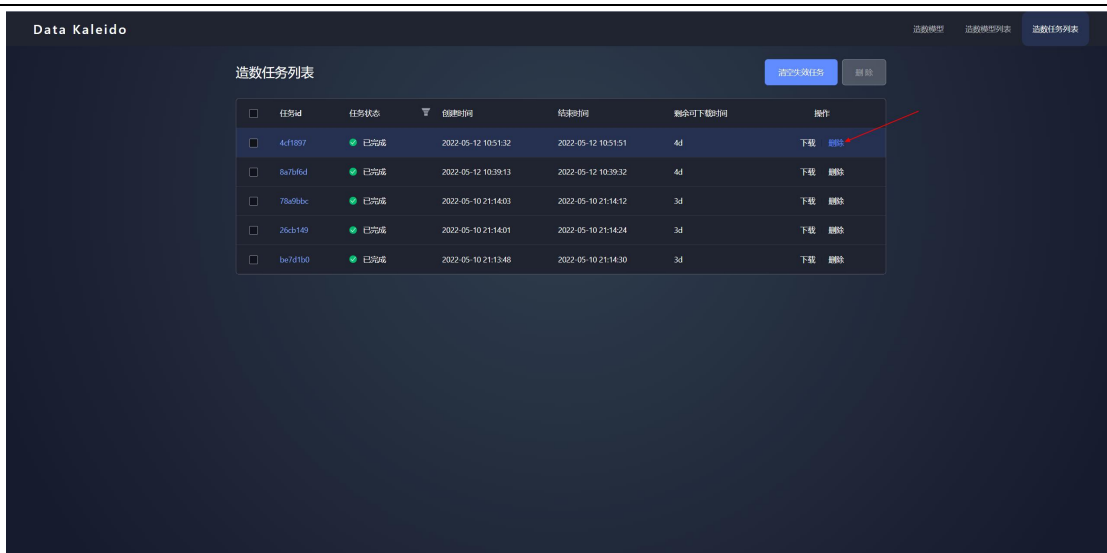 Data Kaleido 造数模型 造数模型列表 造数任务列表
造数任务列表 清空失效任务 删除
任务id 任务状态 创建时间 结束时间 剩余可下载时间 操作
4cf1897 已完成 2022-05-12 10:51:32 2022-05-12 10:51:51 4d 下载 删除
8a7bf6d 已完成 2022-05-12 10:39:13 2022-05-12 10:39:32 4d 下载 删除
78a9bbc 已完成 2022-05-10 21:14:03 2022-05-10 21:14:12 3d 下载 删除
26cb149 已完成 2022-05-10 21:14:01 2022-05-10 21:14:24 3d 下载 删除
be7d1b0 已完成 2022-05-10 21:13:48 2022-05-10 21:14:30 3d 下载 删除